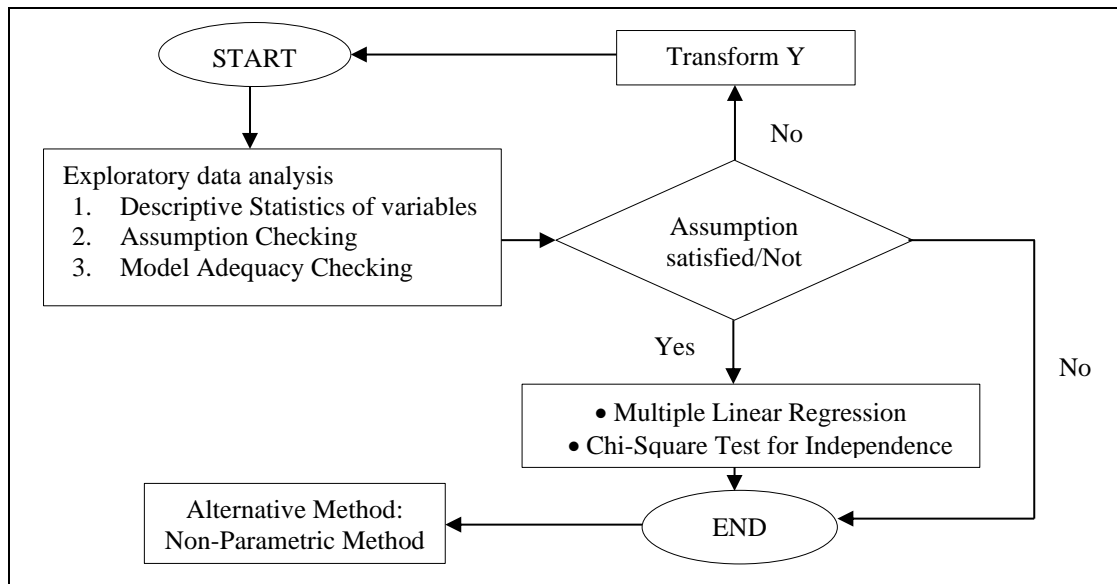 START
Transform Y
No
Exploratory data analysis
1. Descriptive Statistics of variables
2. Assumption Checking
3. Model Adequacy Checking
Assumption
satisfied/Not
Yes
No
• Multiple Linear Regression
• Chi-Square Test for Independence
Alternative Method:
Non-Parametric Method
END